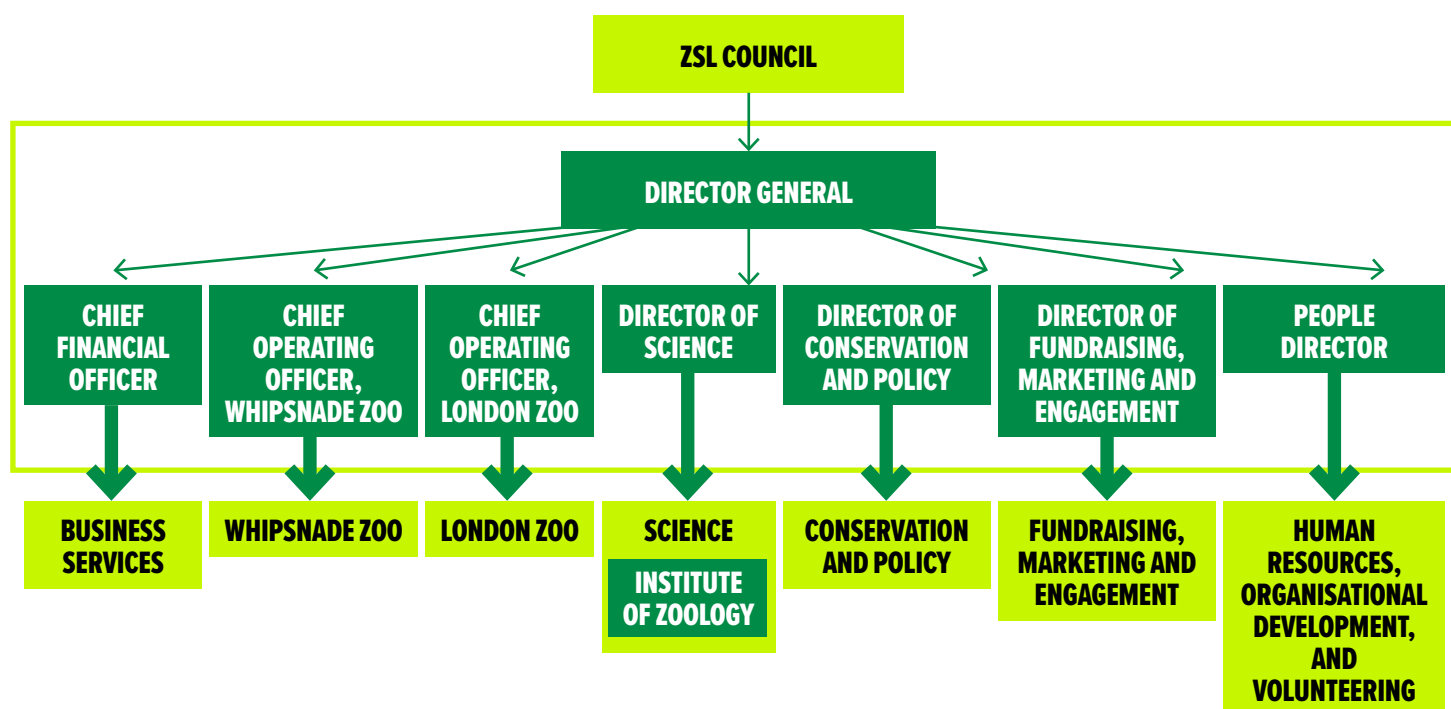 ZSL COUNCIL
DIRECTOR GENERAL
CHIEF
FINANCIAL
OFFICER
CHIEF
OPERATING
OFFICER,
WHIPSNADE ZOO
CHIEF
OPERATING
OFFICER,
LONDON ZOO
DIRECTOR OF
SCIENCE
DIRECTOR OF
CONSERVATION
AND POLICY
DIRECTOR OF
FUNDRAISING,
MARKETING AND
ENGAGEMENT
PEOPLE
DIRECTOR
BUSINESS
SERVICES
WHIPSNADE ZOO
LONDON ZOO
SCIENCE
INSTITUTE
OF ZOOLOGY
CONSERVATION
AND POLICY
FUNDRAISING,
MARKETING AND
ENGAGEMENT
HUMAN
RESOURCES,
ORGANISATIONAL
DEVELOPMENT,
AND
VOLUNTEERING